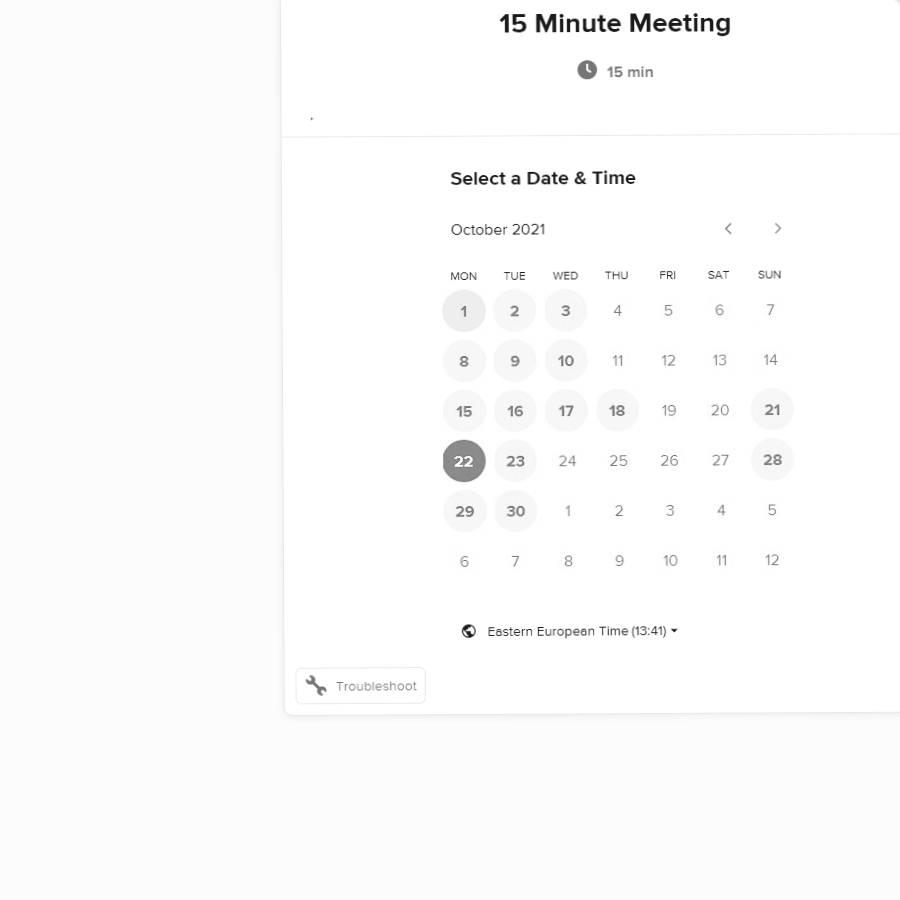 15 Minute Meeting
15 min
.
Select a Date & Time
October 2021
MON TUE WED THU FRI SAT SUN
1 2 3 4 5 6 7
8 9 10 11 12 13 14
15 16 17 18 19 20 21
22 23 24 25 26 27 28
29 30 1 2 3 4 5
6 7 8 9 10 11 12
Eastern European Time (13:41)
Troubleshoot